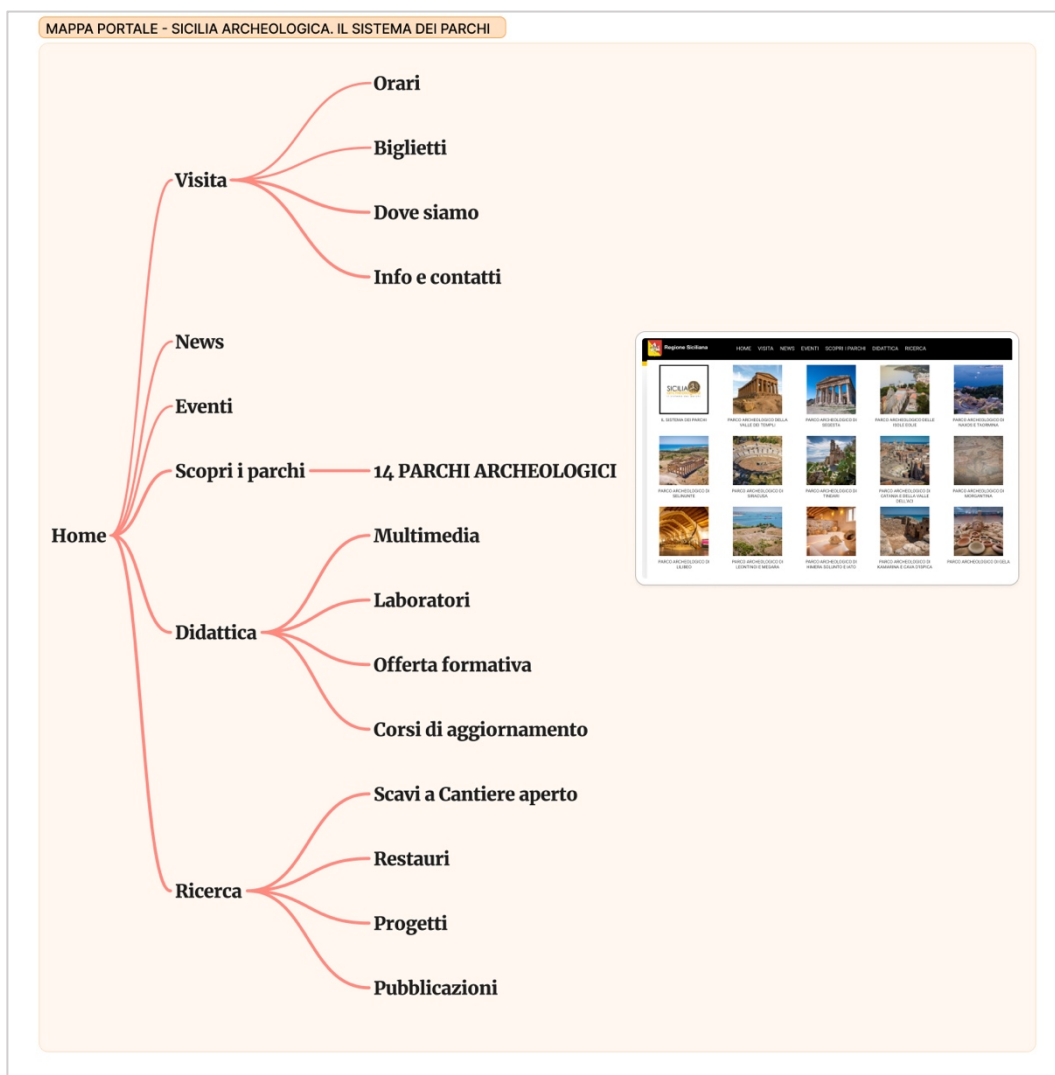 MAPPA PORTALE - SICILIA ARCHEOLOGICA. IL SISTEMA DEI PARCHI
Home
Visita
Orari
Biglietti
Dove siamo
Info e contatti
News
Eventi
Scopri i parchi
14 PARCHI ARCHEOLOGICI
Didattica
Multimedia
Laboratori
Offerta formativa
Corsi di aggiornamento
Ricerca
Scavi a Cantiere aperto
Restauri
Progetti
Pubblicazioni
Regione Siciliana
HOME VISITA NEWS EVENTI SCOPRI I PARCHI DIDATTICA RICERCA
SICILIA
IL SISTEMA DEI PARCHI
PARCO ARCHEOLOGICO DELLA
VALLE DEI TEMPLI
PARCO ARCHEOLOGICO DI
SEGESTA
PARCO ARCHEOLOGICO DELLE
ISOLE EOLIE
PARCO ARCHEOLOGICO DI
NAXOS E TAORMINA
PARCO ARCHEOLOGICO DI
SELINUNTE
PARCO ARCHEOLOGICO DI
SIRACUSA
PARCO ARCHEOLOGICO DI
TINDARI
PARCO ARCHEOLOGICO DI
CATANIA E DELLA VALLE
DELL'ACI
PARCO ARCHEOLOGICO DI
MORGANTINA
PARCO ARCHEOLOGICO DI
LILIBEO
PARCO ARCHEOLOGICO DI
LEONTINOI E MEGARA
PARCO ARCHEOLOGICO DI
HIMERA SOLUNTO E IATO
PARCO ARCHEOLOGICO DI
KAMARINA E CAVA D'ISPICA
PARCO ARCHEOLOGICO DI GELA